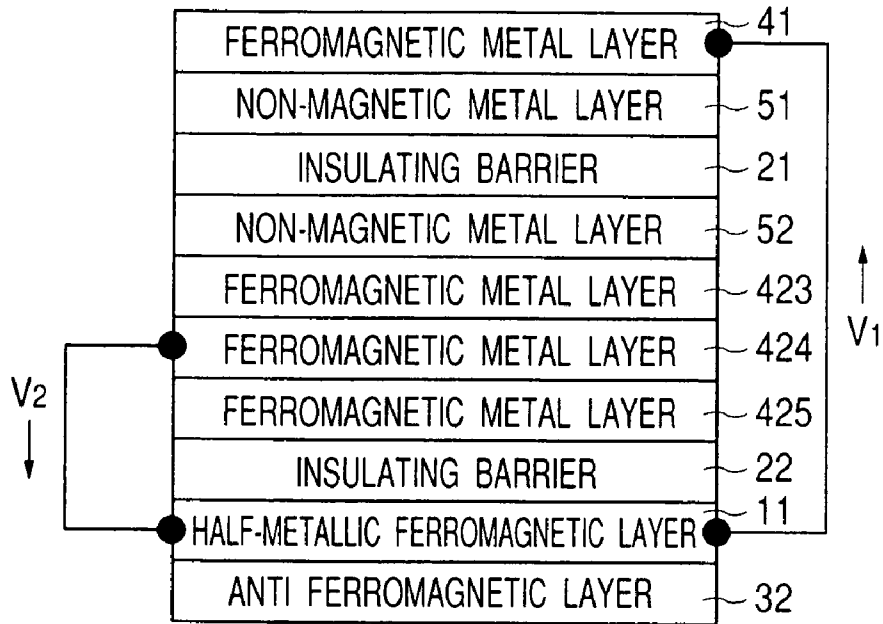 41
FERROMAGNETIC METAL LAYER
NON-MAGNETIC METAL LAYER 51
INSULATING BARRIER 21
NON-MAGNETIC METAL LAYER 52
FERROMAGNETIC METAL LAYER 423
V1
FERROMAGNETIC METAL LAYER 424
V2
FERROMAGNETIC METAL LAYER 425
INSULATING BARRIER 22
11
HALF-METALLIC FERROMAGNETIC LAYER
ANTI FERROMAGNETIC LAYER 32